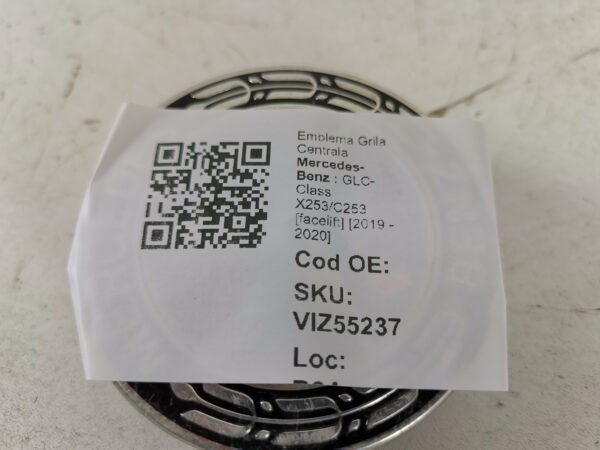 Emblema Grila
Centrala
Mercedes-
Benz : GLC-
Class
X253/C253
[facelift] [2019 -
2020]
Cod OE:
SKU:
VIZ55237
Loc: